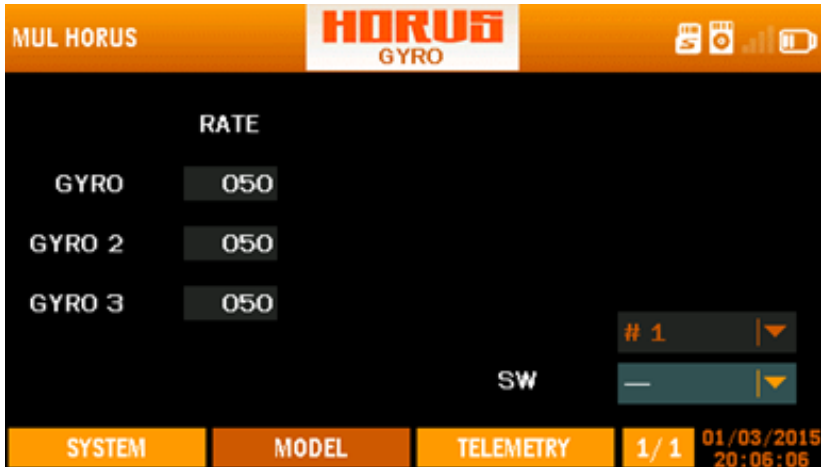 MUL HORUS
HORUS
GYRO
RATE
GYRO 050
GYRO 2 050
GYRO 3 050
# 1
SW —
SYSTEM MODEL TELEMETRY 1/1 01/03/2015
20:06:06